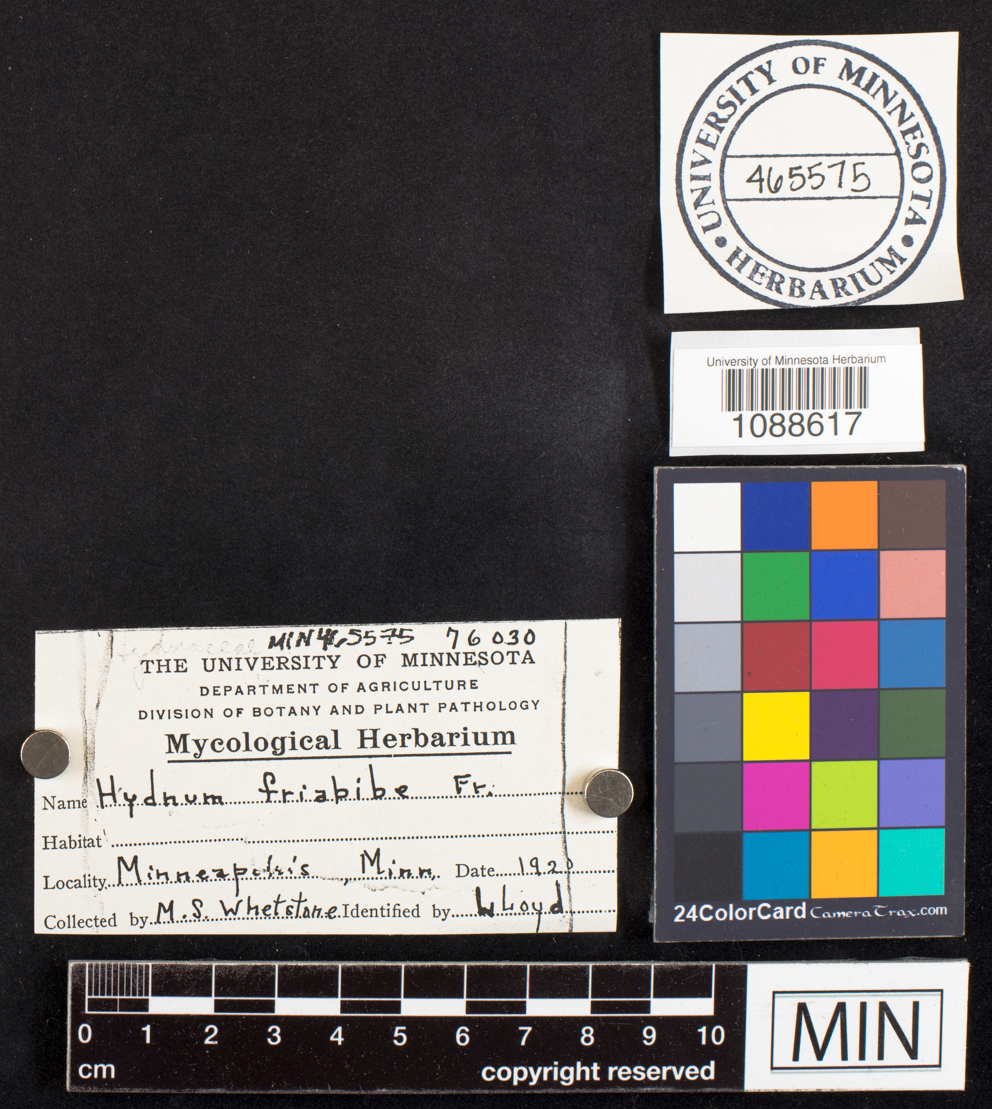 UNIVERSITY OF MINNESOTA
465575
• HERBARIUM •
University of Minnesota Herbarium
1088617
MIN 465575 76030
THE UNIVERSITY OF MINNESOTA
DEPARTMENT OF AGRICULTURE
DIVISION OF BOTANY AND PLANT PATHOLOGY
Mycological Herbarium
Name Hydnum friabibe Fr.
Habitat
Locality Minneapolis, Minn. Date 1920
Collected by M.S. Whetstone Identified by Lloyd
24ColorCard CameraTrax.com
0 1 2 3 4 5 6 7 8 9 10
cm copyright reserved
MIN